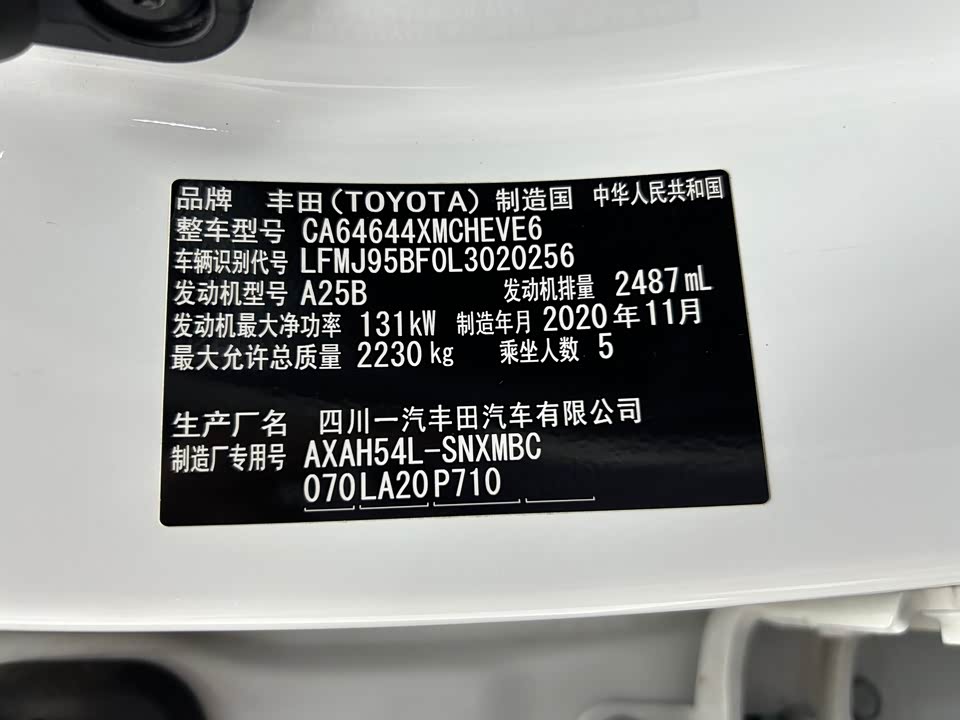 品牌 丰田(TOYOTA) 制造国 中华人民共和国
整车型号 CA64644XMCHEVE6
车辆识别代号 LFMJ95BF0L3020256
发动机型号 A25B 发动机排量 2487mL
发动机最大净功率 131kW 制造年月 2020年11月
最大允许总质量 2230kg 乘坐人数 5
生产厂名 四川一汽丰田汽车有限公司
制造厂专用号 AXAH54L-SNXMBC
070 LA20 P710